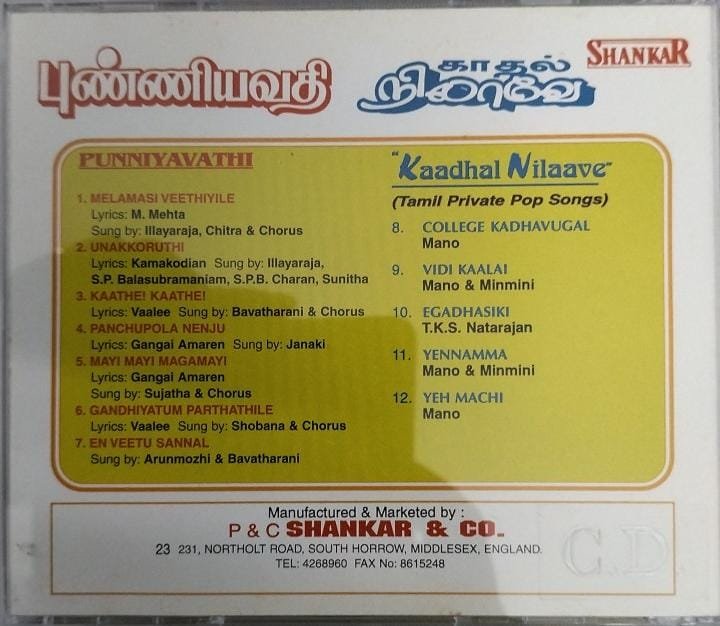 புண்ணியவதி
காதல்
நிலாவே
SHANKAR
PUNNIYAVATHI
1. MELAMASI VEETHIYILE
Lyrics: M. Mehta
Sung by: Illayaraja, Chitra & Chorus
2. UNAKKORUTHI
Lyrics: Kamakodian Sung by: Illayaraja,
S.P. Balasubramaniam, S.P.B. Charan, Sunitha
3. KAATHE! KAATHE!
Lyrics: Vaalee Sung by: Bavatharani & Chorus
4. PANCHUPOLA NENJU
Lyrics: Gangai Amaren Sung by: Janaki
5. MAYI MAYI MAGAMAYI
Lyrics: Gangai Amaren
Sung by: Sujatha & Chorus
6. GANDHIYATUM PARTHATHILE
Lyrics: Vaalee Sung by: Shobana & Chorus
7. EN VEETU SANNAL
Sung by: Arunmozhi & Bavatharani
"Kaadhal Nilaave"
(Tamil Private Pop Songs)
8. COLLEGE KADHAVUGAL
Mano
9. VIDI KAALAI
Mano & Minmini
10. EGADHASIKI
T.K.S. Natarajan
11. YENNAMMA
Mano & Minmini
12. YEH MACHI
Mano
Manufactured & Marketed by :
P & C SHANKAR & CO.
23 231, NORTHOLT ROAD, SOUTH HORROW, MIDDLESEX, ENGLAND.
TEL: 4268960 FAX No: 8615248
C.D.